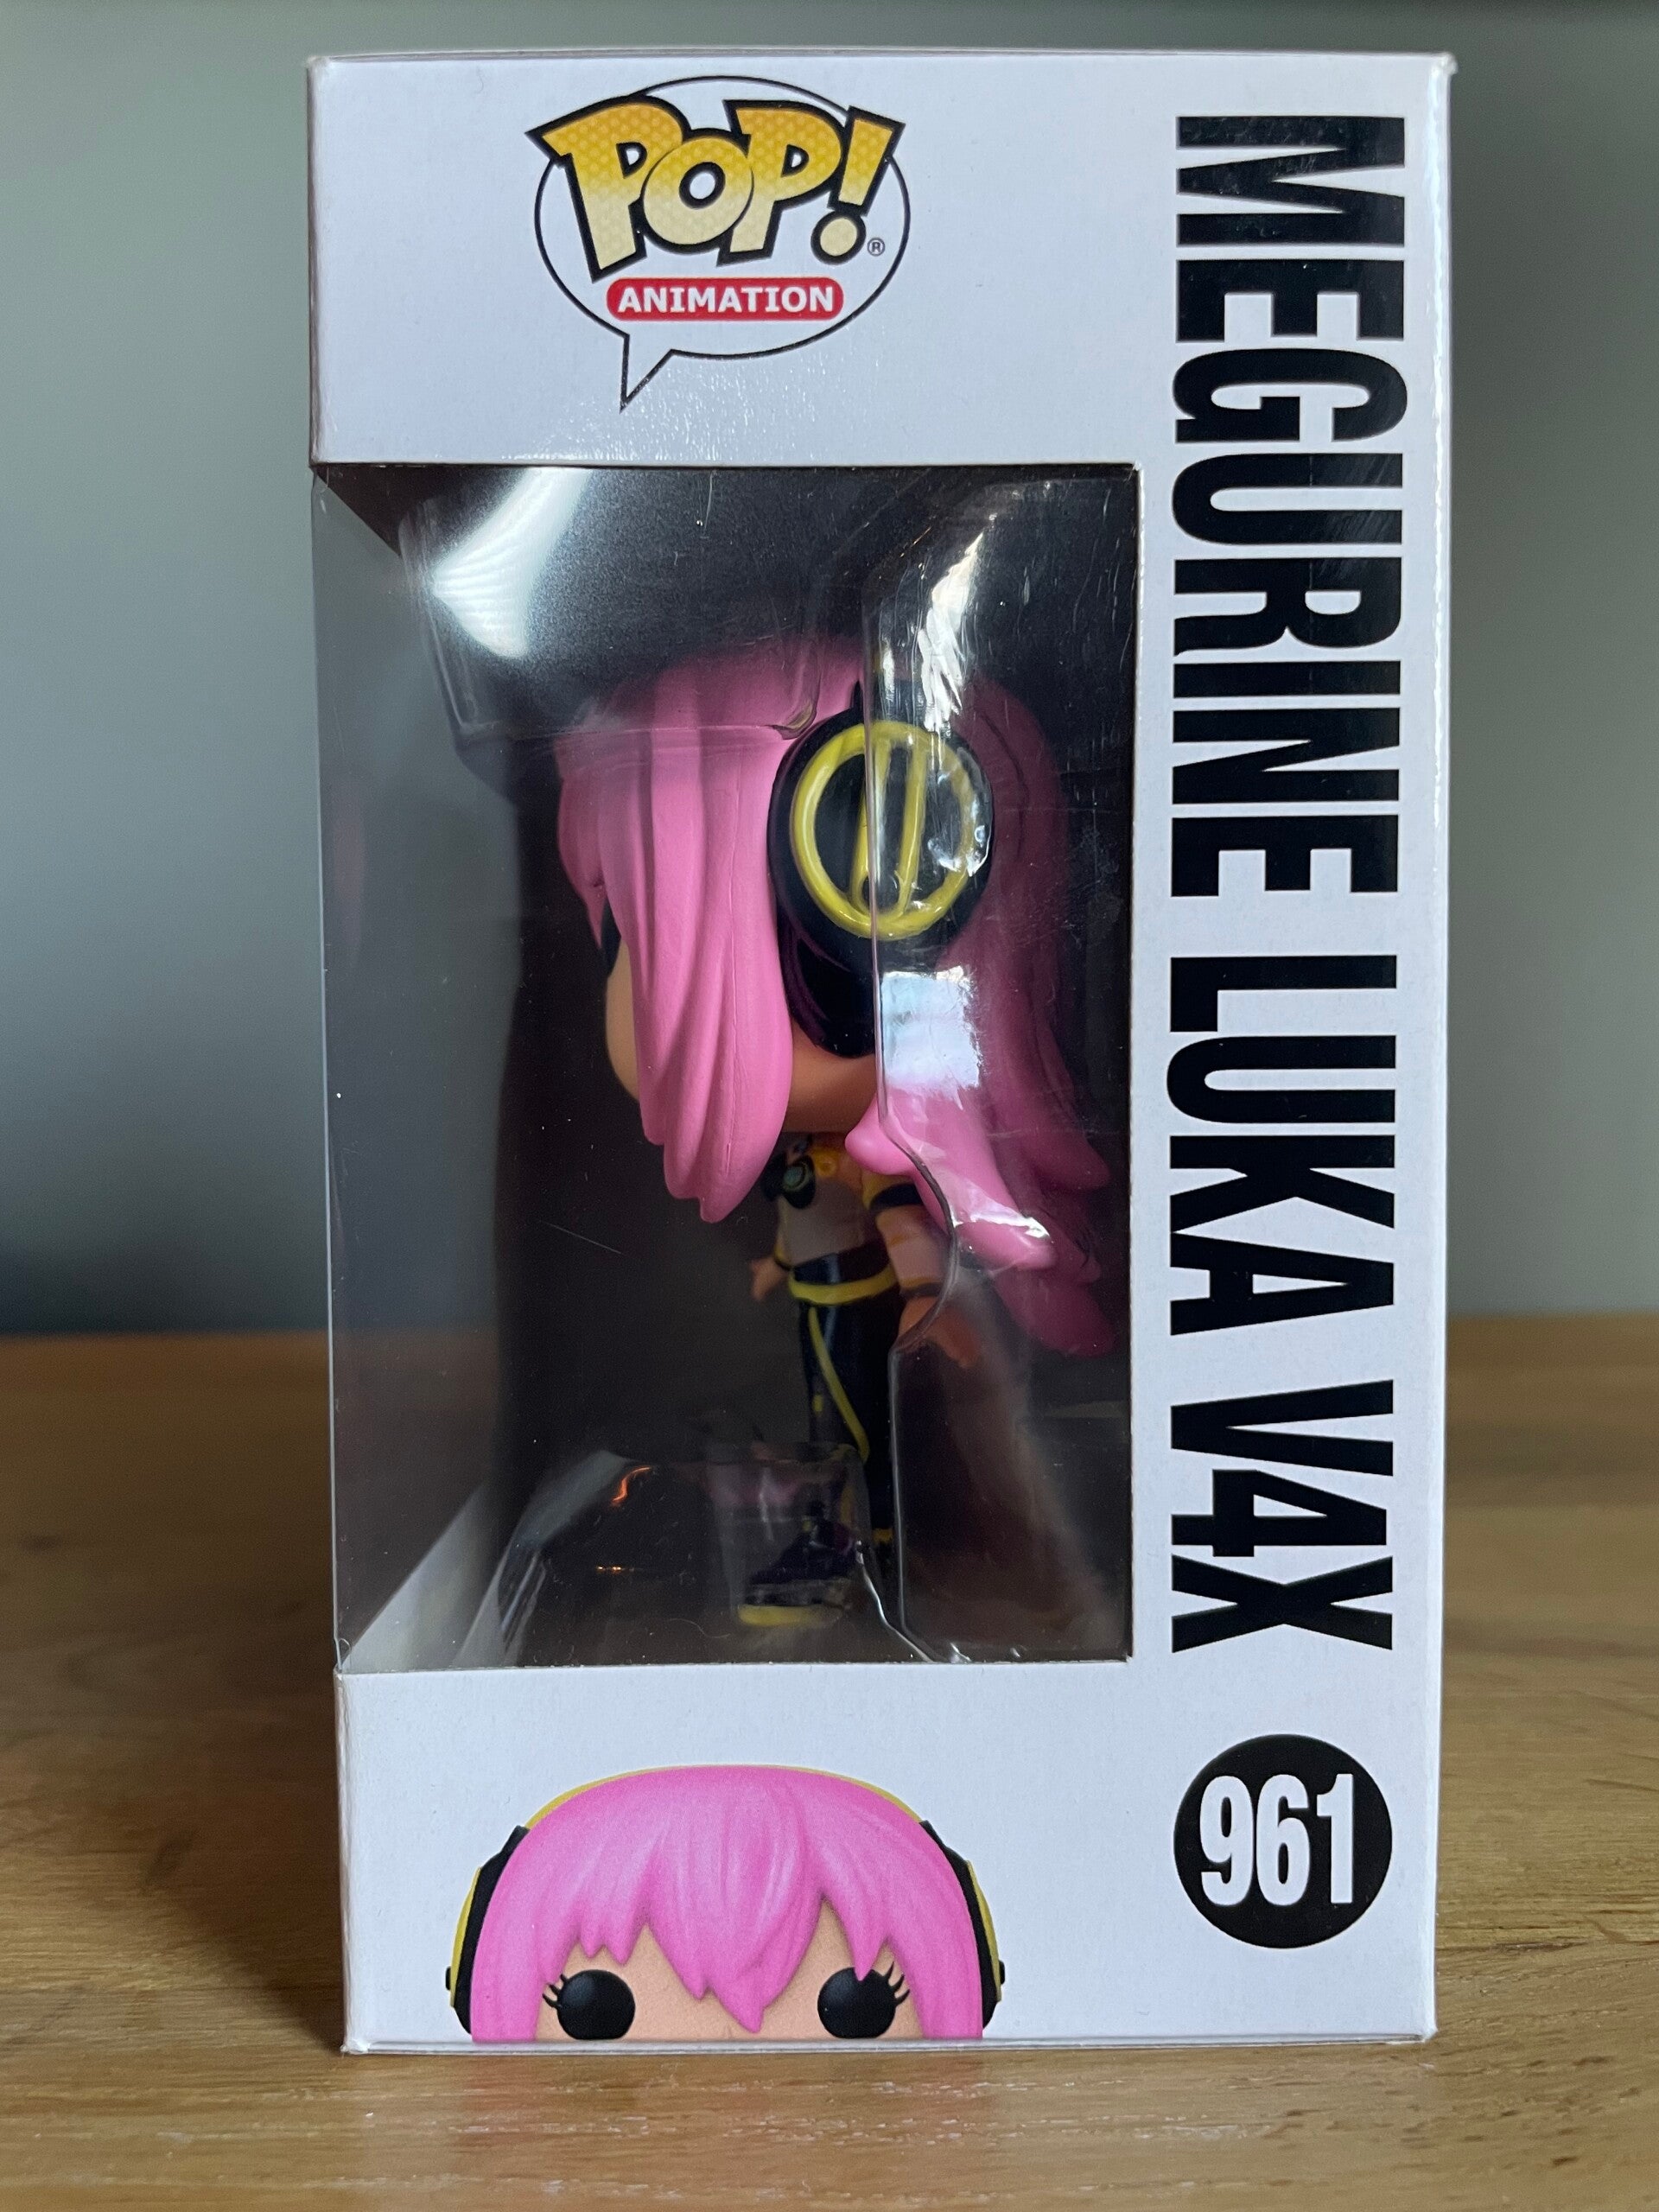 POP!®
ANIMATION
MEGURINE LUKA V4X
961